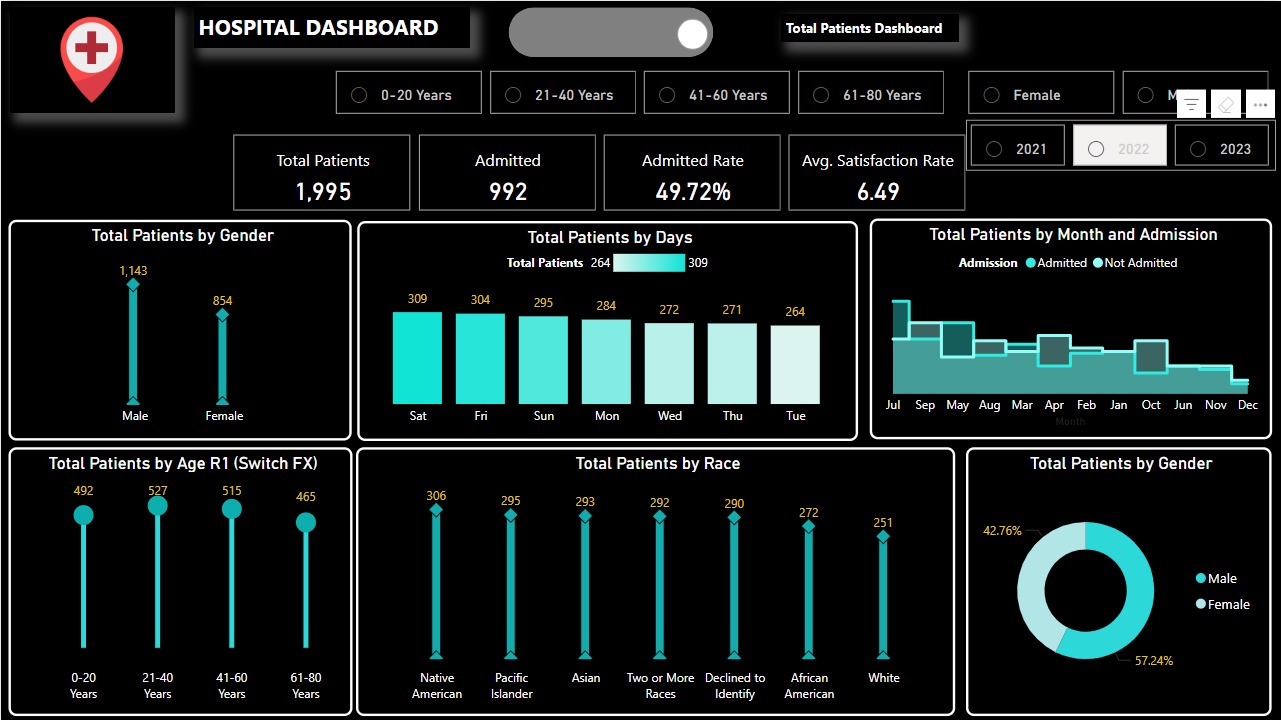 HOSPITAL DASHBOARD
Total Patients Dashboard
0-20 Years
21-40 Years
41-60 Years
61-80 Years
Female
2021
2022
2023
Total Patients
1,995
Admitted
992
Admitted Rate
49.72%
Avg. Satisfaction Rate
6.49
Total Patients by Gender
1,143
854
Male
Female
Total Patients by Days
Total Patients 264 309
309 304 295 284 272 271 264
Sat Fri Sun Mon Wed Thu Tue
Total Patients by Month and Admission
Admission Admitted Not Admitted
Jul Sep May Aug Mar Apr Feb Jan Oct Jun Nov Dec
Month
Total Patients by Age R1 (Switch FX)
492 527 515 465
0-20 21-40 41-60 61-80
Years Years Years Years
Total Patients by Race
306 295 293 292 290 272 251
Native Pacific Asian Two or More Declined to African White
American Islander Races Identify American
Total Patients by Gender
42.76%
57.24%
Male
Female